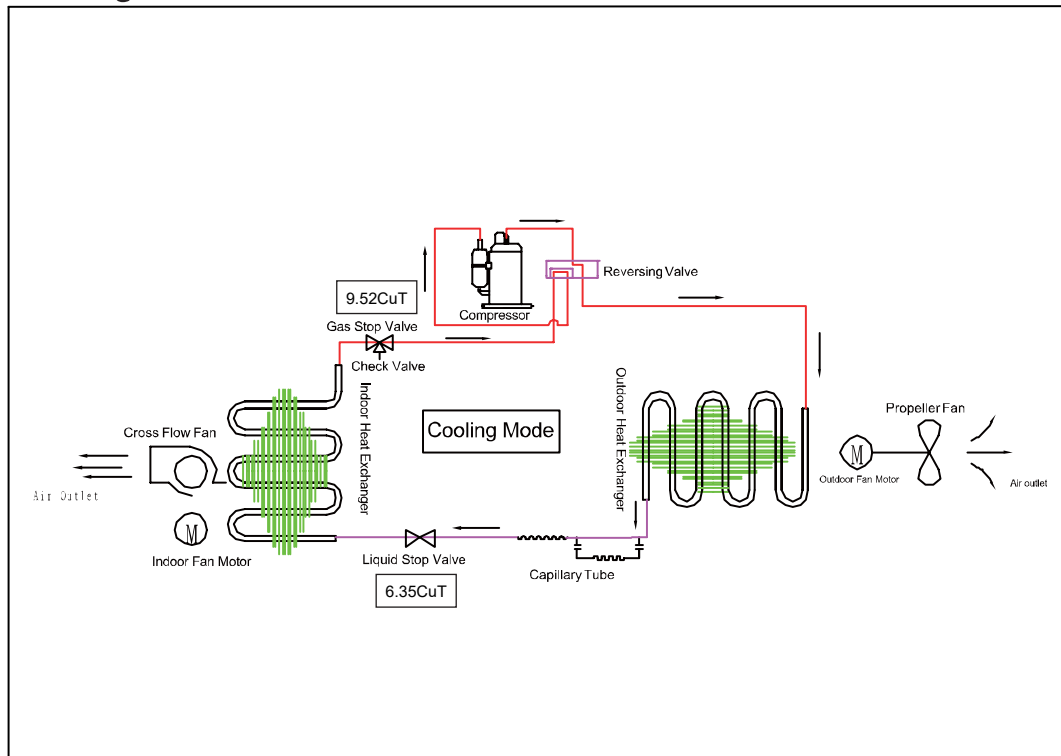 Reversing Valve
9.52CuT
Compressor
Gas Stop Valve
Check Valve
Indoor Heat Exchanger
Outdoor Heat Exchanger
Cooling Mode
Propeller Fan
Cross Flow Fan
M
Outdoor Fan Motor
Air outlet
Air Outlet
M
Indoor Fan Motor
Liquid Stop Valve
Capillary Tube
6.35CuT